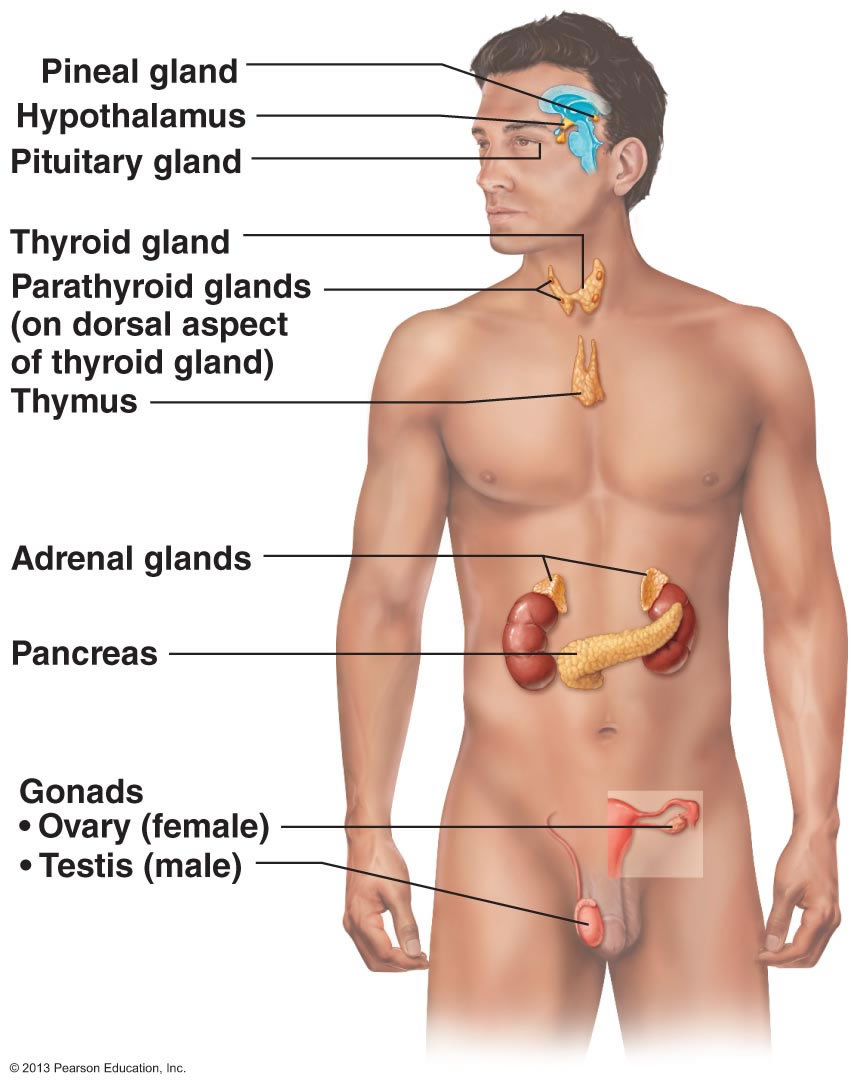 Pineal gland
Hypothalamus
Pituitary gland
Thyroid gland
Parathyroid glands
(on dorsal aspect
of thyroid gland)
Thymus
Adrenal glands
Pancreas
Gonads
• Ovary (female)
• Testis (male)
© 2013 Pearson Education, Inc.